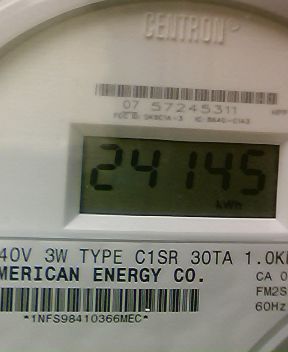 CENTRON
07 57245311
24145
kWh
40V 3W TYPE C1SR 30TA 1.0K
MERICAN ENERGY CO.
CA 0
FM2S
60Hz
*1NFS98410366MEC*